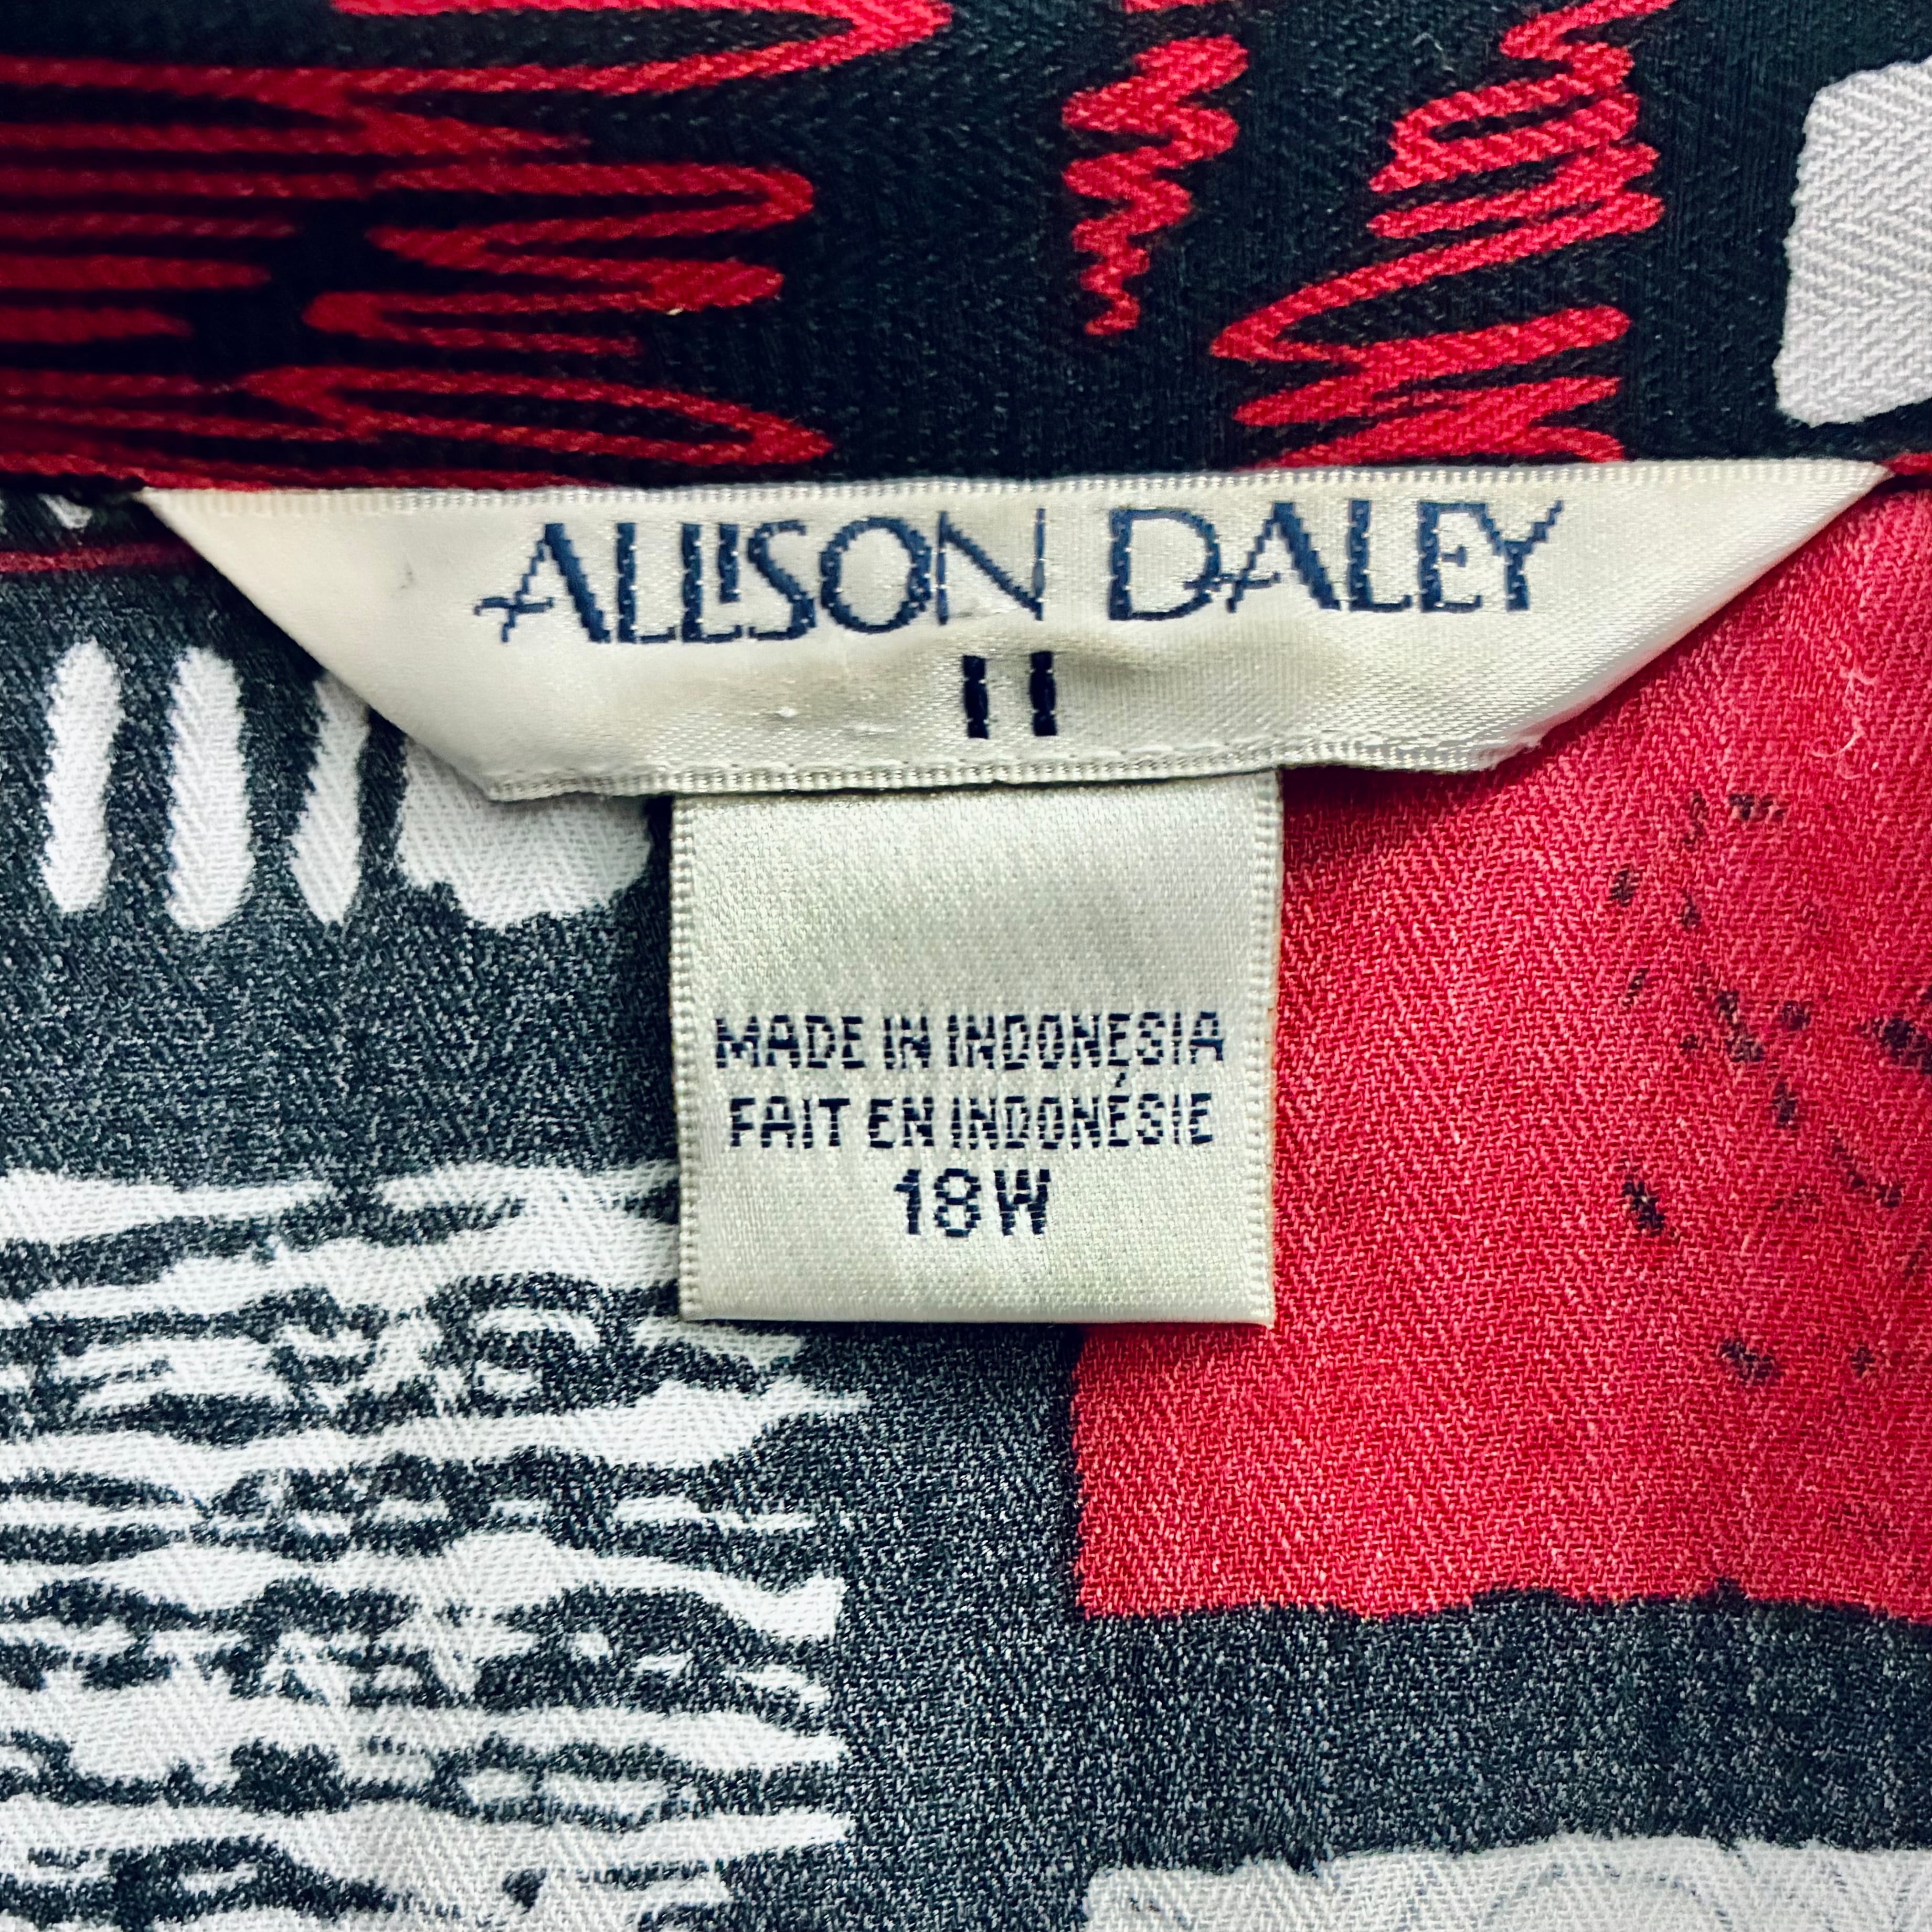 ALLISON DALEY
II
MADE IN INDONESIA
FAIT EN INDONÉSIE
18W